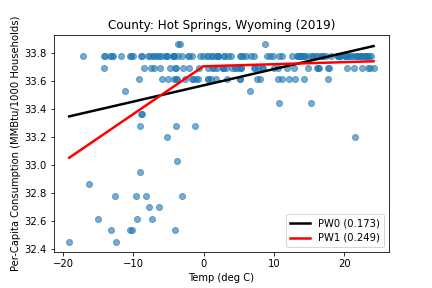 County: Hot Springs, Wyoming (2019)
Per-Capita Consumption (MMBtu/1000 Households)
33.8
33.6
33.4
33.2
33.0
32.8
32.6
32.4
−20
−10
0
10
20
Temp (deg C)
PW0 (0.173)
PW1 (0.249)